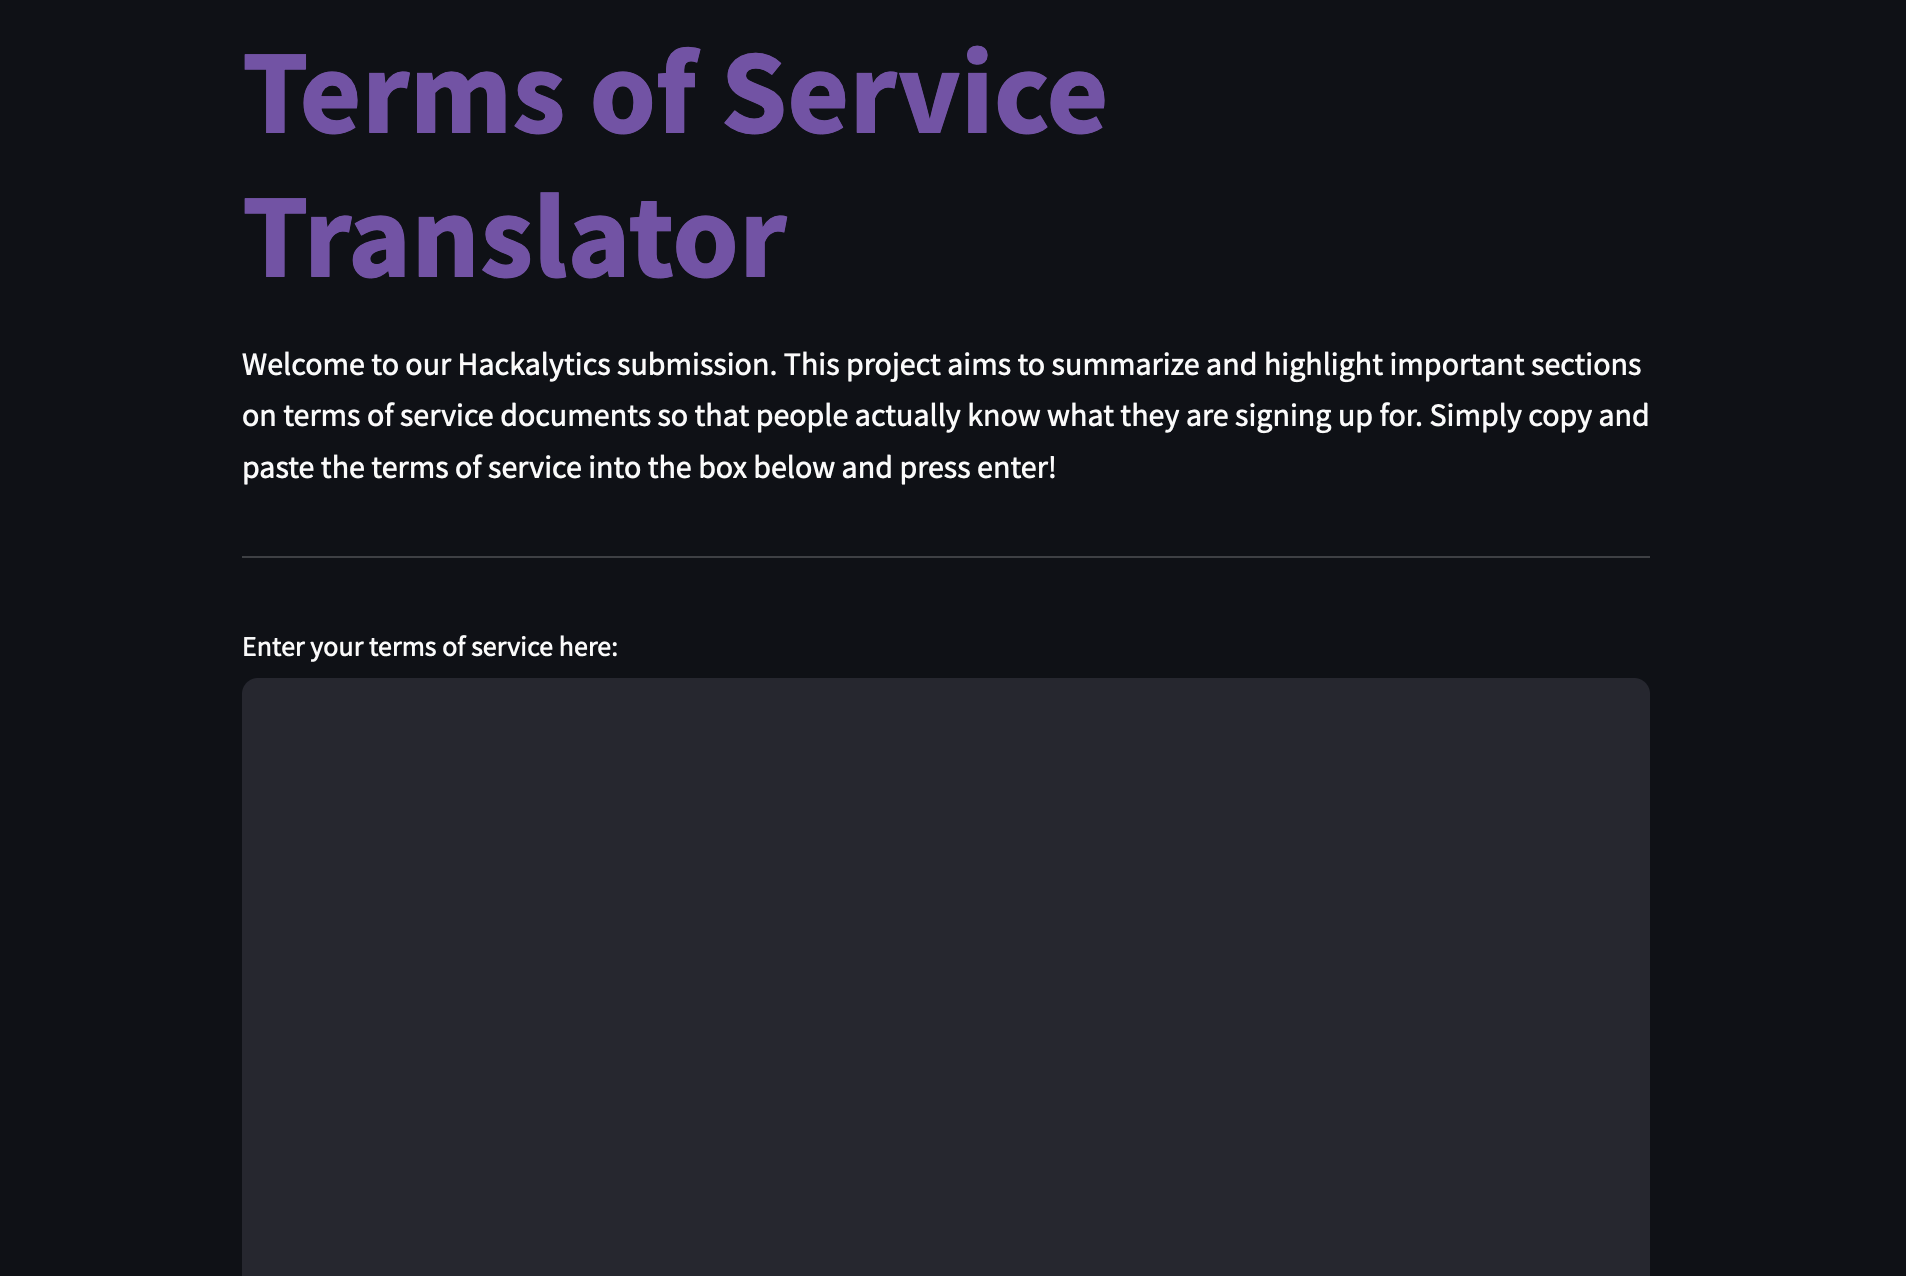 Terms of Service
Translator
Welcome to our Hackalytics submission. This project aims to summarize and highlight important sections
on terms of service documents so that people actually know what they are signing up for. Simply copy and
paste the terms of service into the box below and press enter!
Enter your terms of service here: